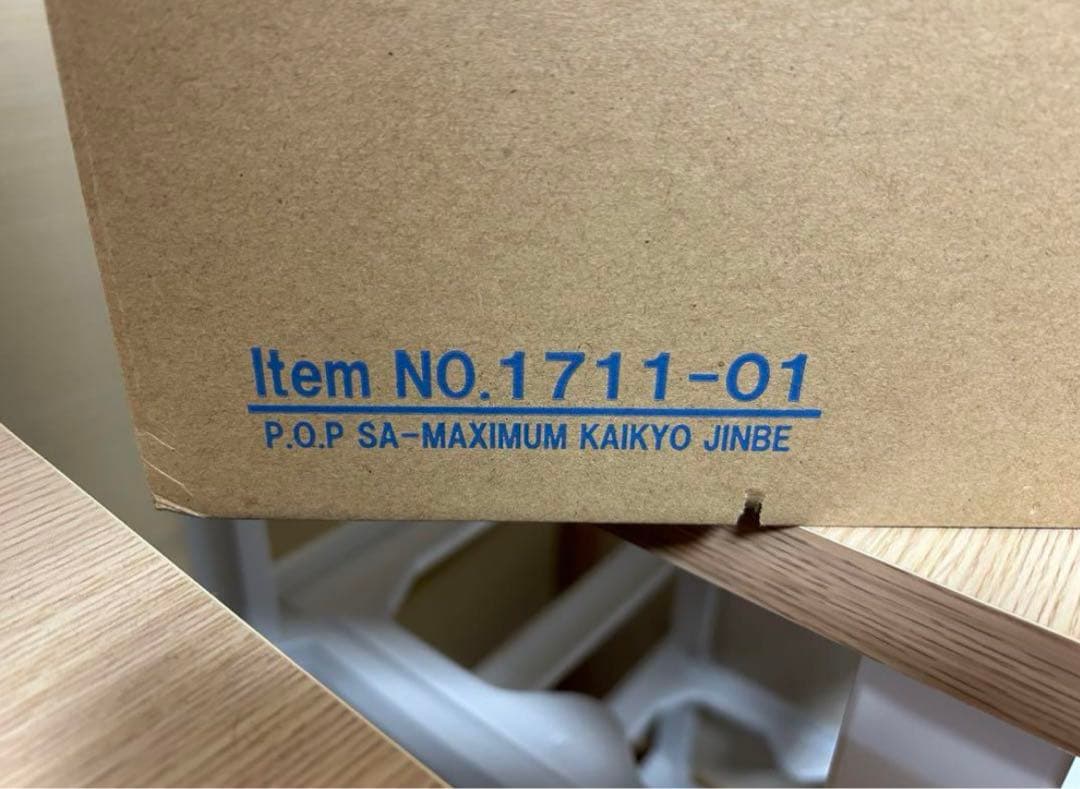 Item NO.1711-01
P.O.P SA-MAXIMUM KAIKYO JINBE